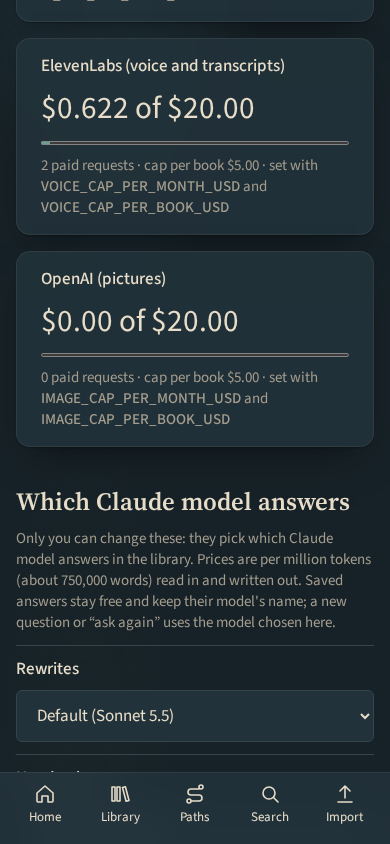 ElevenLabs (voice and transcripts)
$0.622 of $20.00
2 paid requests · cap per book $5.00 · set with
VOICE_CAP_PER_MONTH_USD and
VOICE_CAP_PER_BOOK_USD
OpenAI (pictures)
$0.00 of $20.00
0 paid requests · cap per book $5.00 · set with
IMAGE_CAP_PER_MONTH_USD and
IMAGE_CAP_PER_BOOK_USD
Which Claude model answers
Only you can change these: they pick which Claude
model answers in the library. Prices are per million tokens
(about 750,000 words) read in and written out. Saved
answers stay free and keep their model's name; a new
question or “ask again” uses the model chosen here.
Rewrites
Default (Sonnet 5.5)
Home
Library
Paths
Search
Import